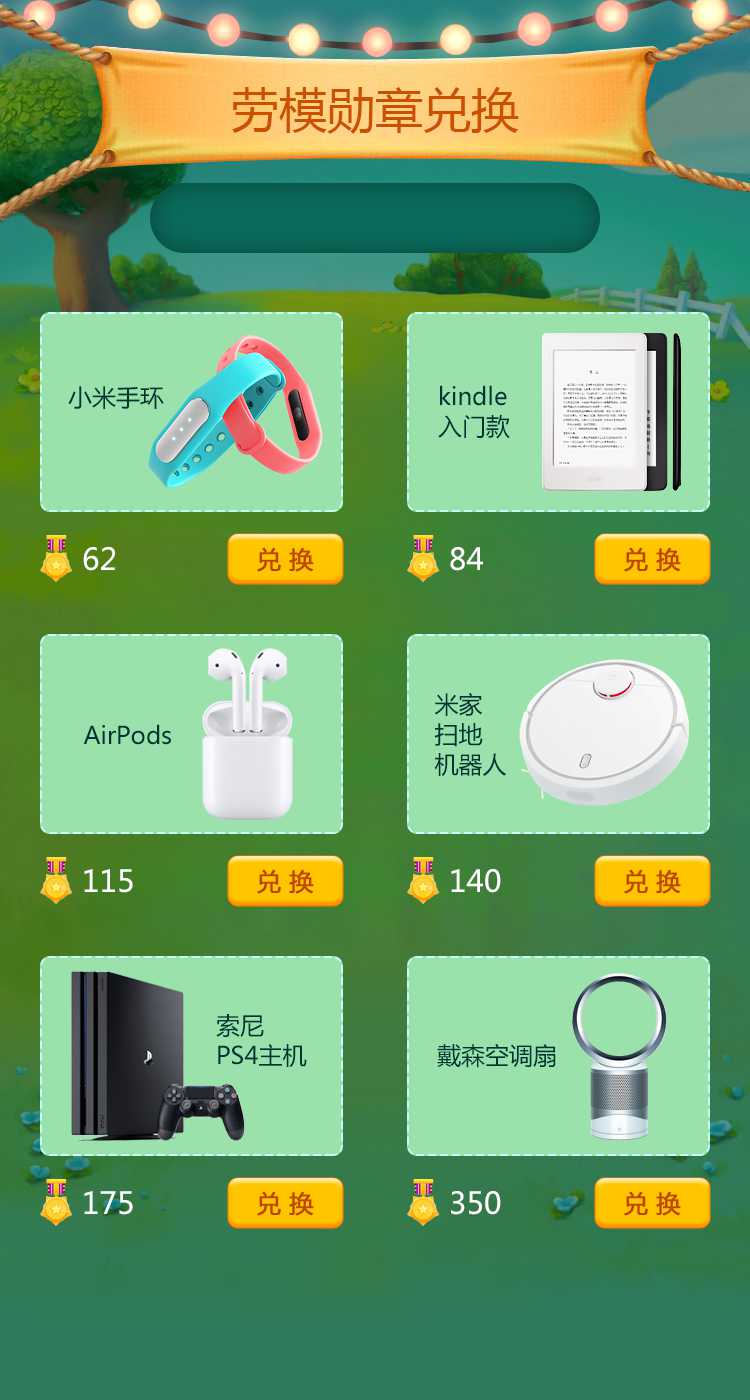 劳模勋章兑换
小米手环
kindle
入门款
62
兑换
84
兑换
AirPods
米家
扫地
机器人
115
兑换
140
兑换
索尼
PS4主机
戴森空调扇
175
兑换
350
兑换